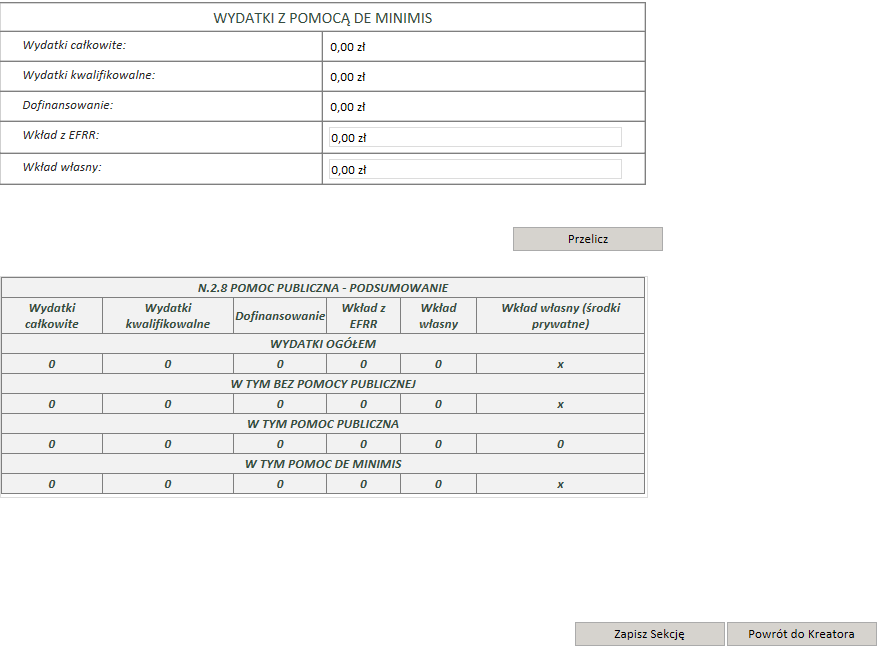 WYDATKI Z POMOCĄ DE MINIMIS
Wydatki całkowite: 0,00 zł
Wydatki kwalifikowalne: 0,00 zł
Dofinansowanie: 0,00 zł
Wkład z EFRR: 0,00 zł
Wkład własny: 0,00 zł
Przelicz
N.2.8 POMOC PUBLICZNA - PODSUMOWANIE
Wydatki całkowite Wydatki kwalifikowalne Dofinansowanie Wkład z EFRR Wkład własny Wkład własny (środki prywatne)
WYDATKI OGÓŁEM
0 0 0 0 0 x
W TYM BEZ POMOCY PUBLICZNEJ
0 0 0 0 0 x
W TYM POMOC PUBLICZNA
0 0 0 0 0 0
W TYM POMOC DE MINIMIS
0 0 0 0 0 x
Zapisz Sekcję Powrót do Kreatora